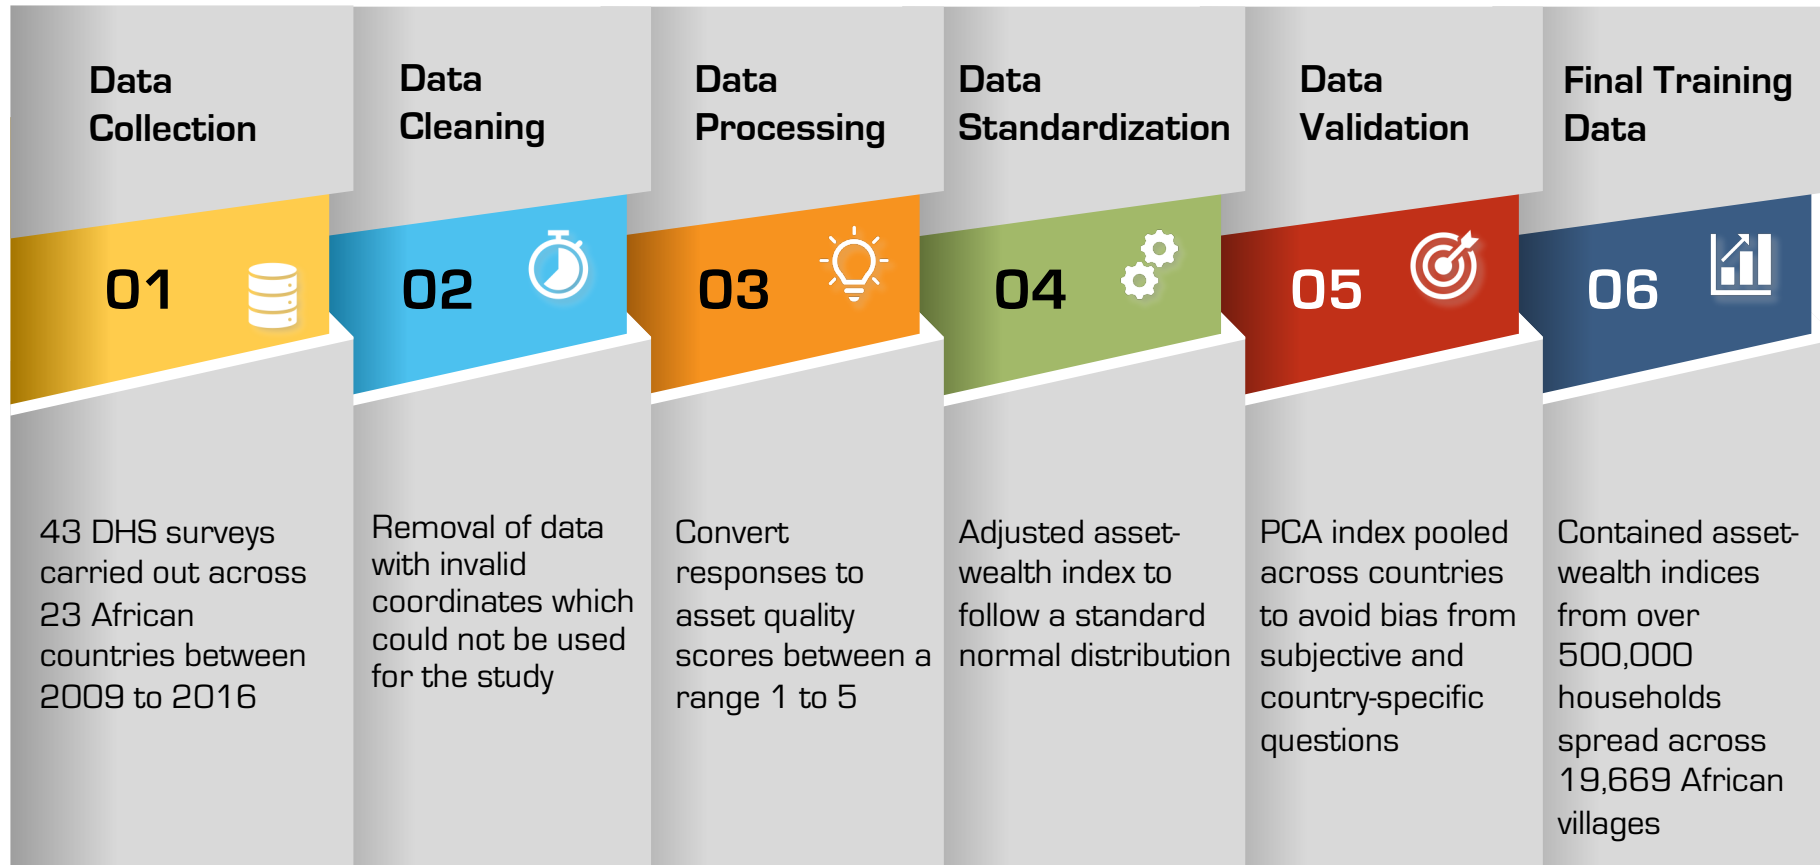 Data
Collection
01
43 DHS surveys
carried out across
23 African
countries between
2009 to 2016
Data
Cleaning
02
Removal of data
with invalid
coordinates which
could not be used
for the study
Data
Processing
03
Convert
responses to
asset quality
scores between a
range 1 to 5
Data
Standardization
04
Adjusted asset-
wealth index to
follow a standard
normal distribution
Data
Validation
05
PCA index pooled
across countries
to avoid bias from
subjective and
country-specific
questions
Final Training
Data
06
Contained asset-
wealth indices
from over
500,000
households
spread across
19,669 African
villages